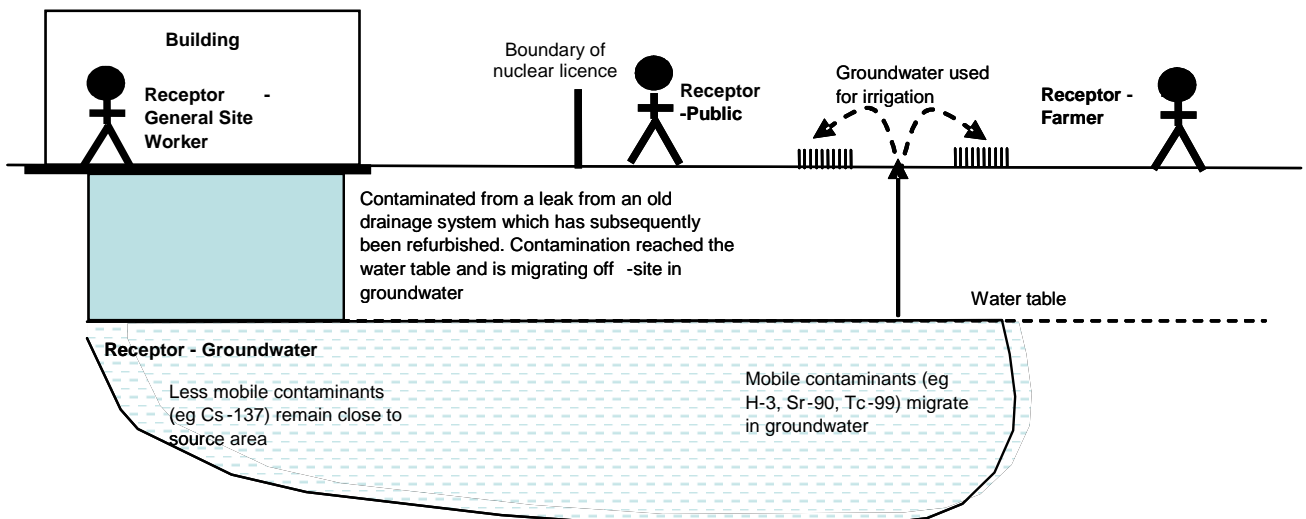 Building
Receptor -
General Site
Worker
Boundary of
nuclear licence
Receptor
-Public
Groundwater used
for irrigation
Receptor -
Farmer
Contaminated from a leak from an old
drainage system which has subsequently
been refurbished. Contamination reached the
water table and is migrating off -site in
groundwater
Water table
Receptor - Groundwater
Less mobile contaminants
(eg Cs-137) remain close to
source area
Mobile contaminants (eg
H-3, Sr-90, Tc-99) migrate
in groundwater